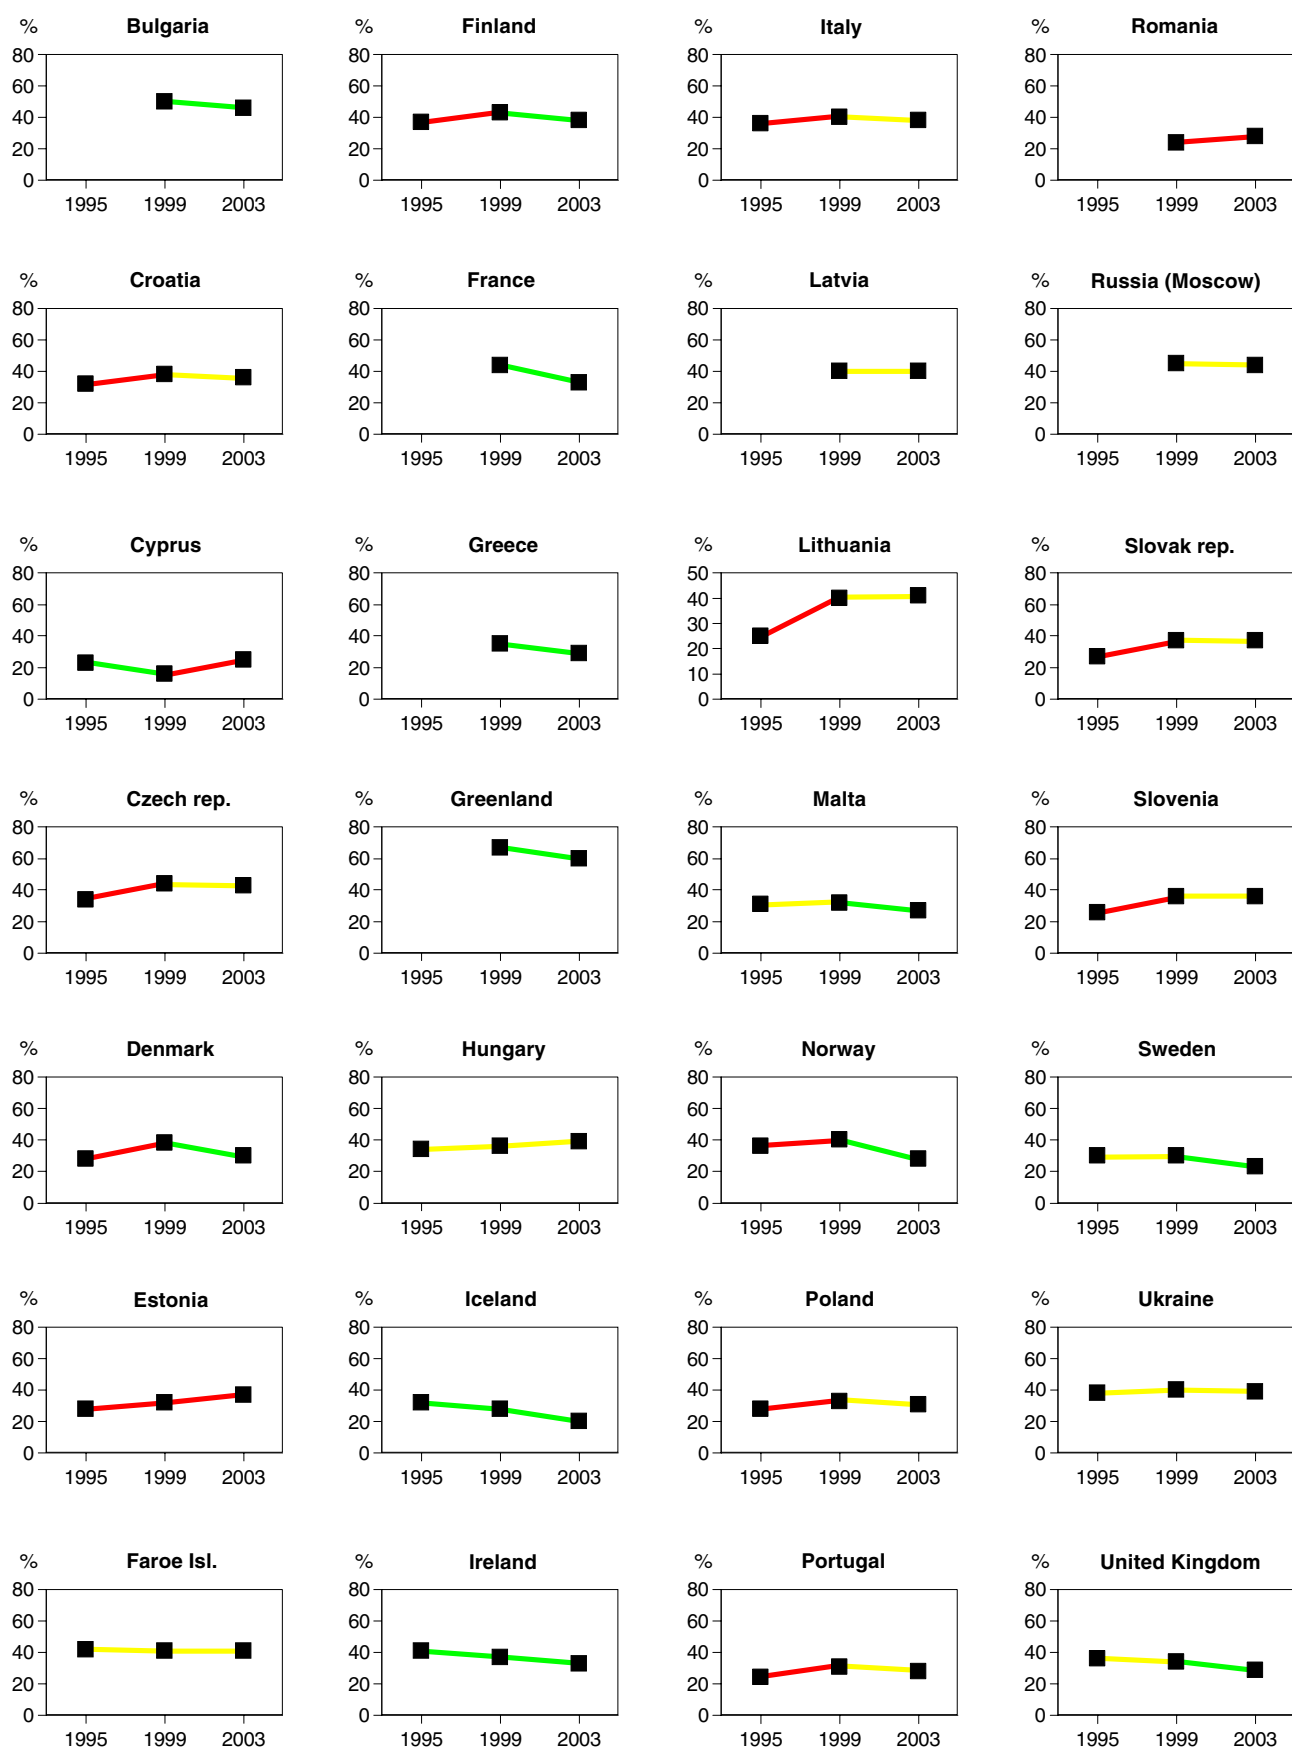 % Bulgaria % Finland % Italy % Romania
80 80 80 80
60 60 60 60
40 40 40 40
20 20 20 20
0 0 0 0
1995 1999 2003 1995 1999 2003 1995 1999 2003 1995 1999 2003
% Croatia % France % Latvia % Russia (Moscow)
80 80 80 80
60 60 60 60
40 40 40 40
20 20 20 20
0 0 0 0
1995 1999 2003 1995 1999 2003 1995 1999 2003 1995 1999 2003
% Cyprus % Greece % Lithuania % Slovak rep.
80 80 50 80
60 60 40 60
40 40 30 40
20 20 20 20
0 0 10 0
0
1995 1999 2003 1995 1999 2003 1995 1999 2003 1995 1999 2003
% Czech rep. % Greenland % Malta % Slovenia
80 80 80 80
60 60 60 60
40 40 40 40
20 20 20 20
0 0 0 0
1995 1999 2003 1995 1999 2003 1995 1999 2003 1995 1999 2003
% Denmark % Hungary % Norway % Sweden
80 80 80 80
60 60 60 60
40 40 40 40
20 20 20 20
0 0 0 0
1995 1999 2003 1995 1999 2003 1995 1999 2003 1995 1999 2003
% Estonia % Iceland % Poland % Ukraine
80 80 80 80
60 60 60 60
40 40 40 40
20 20 20 20
0 0 0 0
1995 1999 2003 1995 1999 2003 1995 1999 2003 1995 1999 2003
% Faroe Isl. % Ireland % Portugal % United Kingdom
80 80 80 80
60 60 60 60
40 40 40 40
20 20 20 20
0 0 0 0
1995 1999 2003 1995 1999 2003 1995 1999 2003 1995 1999 2003